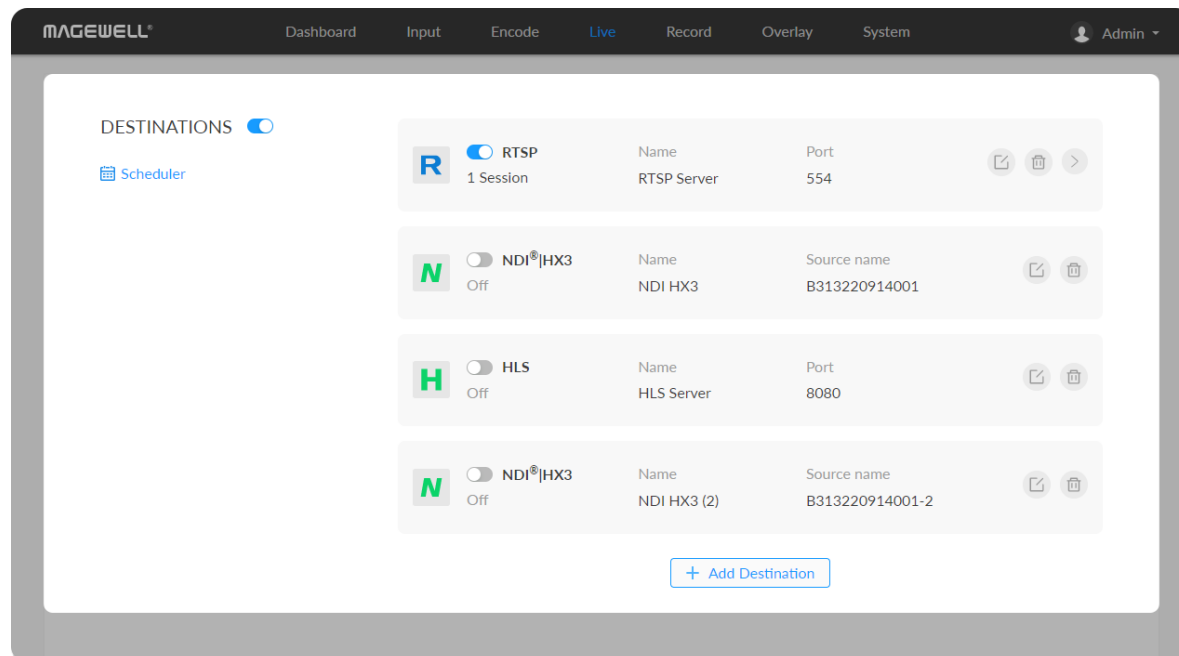 MAGEWELL®
Dashboard Input Encode Live Record Overlay System Admin
DESTINATIONS
Scheduler
R RTSP Name Port
1 Session RTSP Server 554
N NDI®|HX3 Name Source name
Off NDI HX3 B313220914001
H HLS Name Port
Off HLS Server 8080
N NDI®|HX3 Name Source name
Off NDI HX3 (2) B313220914001-2
+ Add Destination